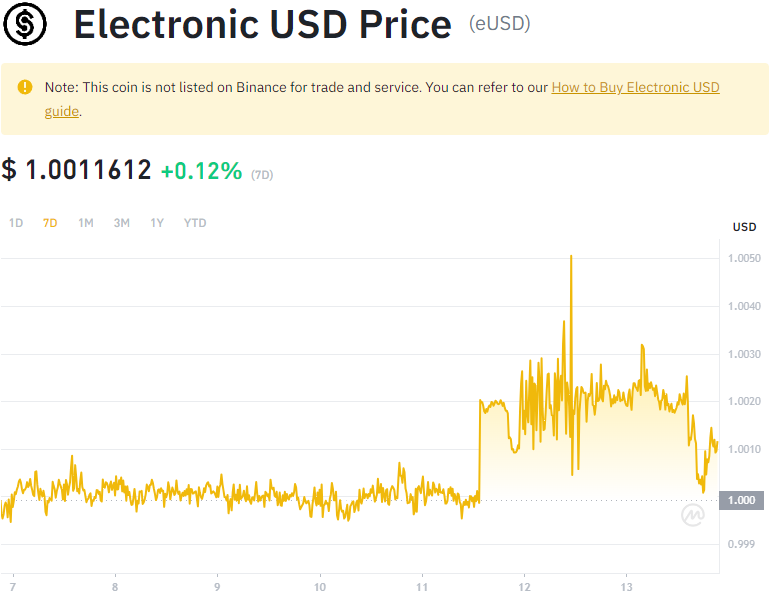 Electronic USD Price (eUSD)
Note: This coin is not listed on Binance for trade and service. You can refer to our How to Buy Electronic USD
guide.
$ 1.0011612 +0.12% (7D)
1D 7D 1M 3M 1Y YTD
USD
1.0050
1.0040
1.0030
1.0020
1.0010
1.000
0.999
7 8 9 10 11 12 13